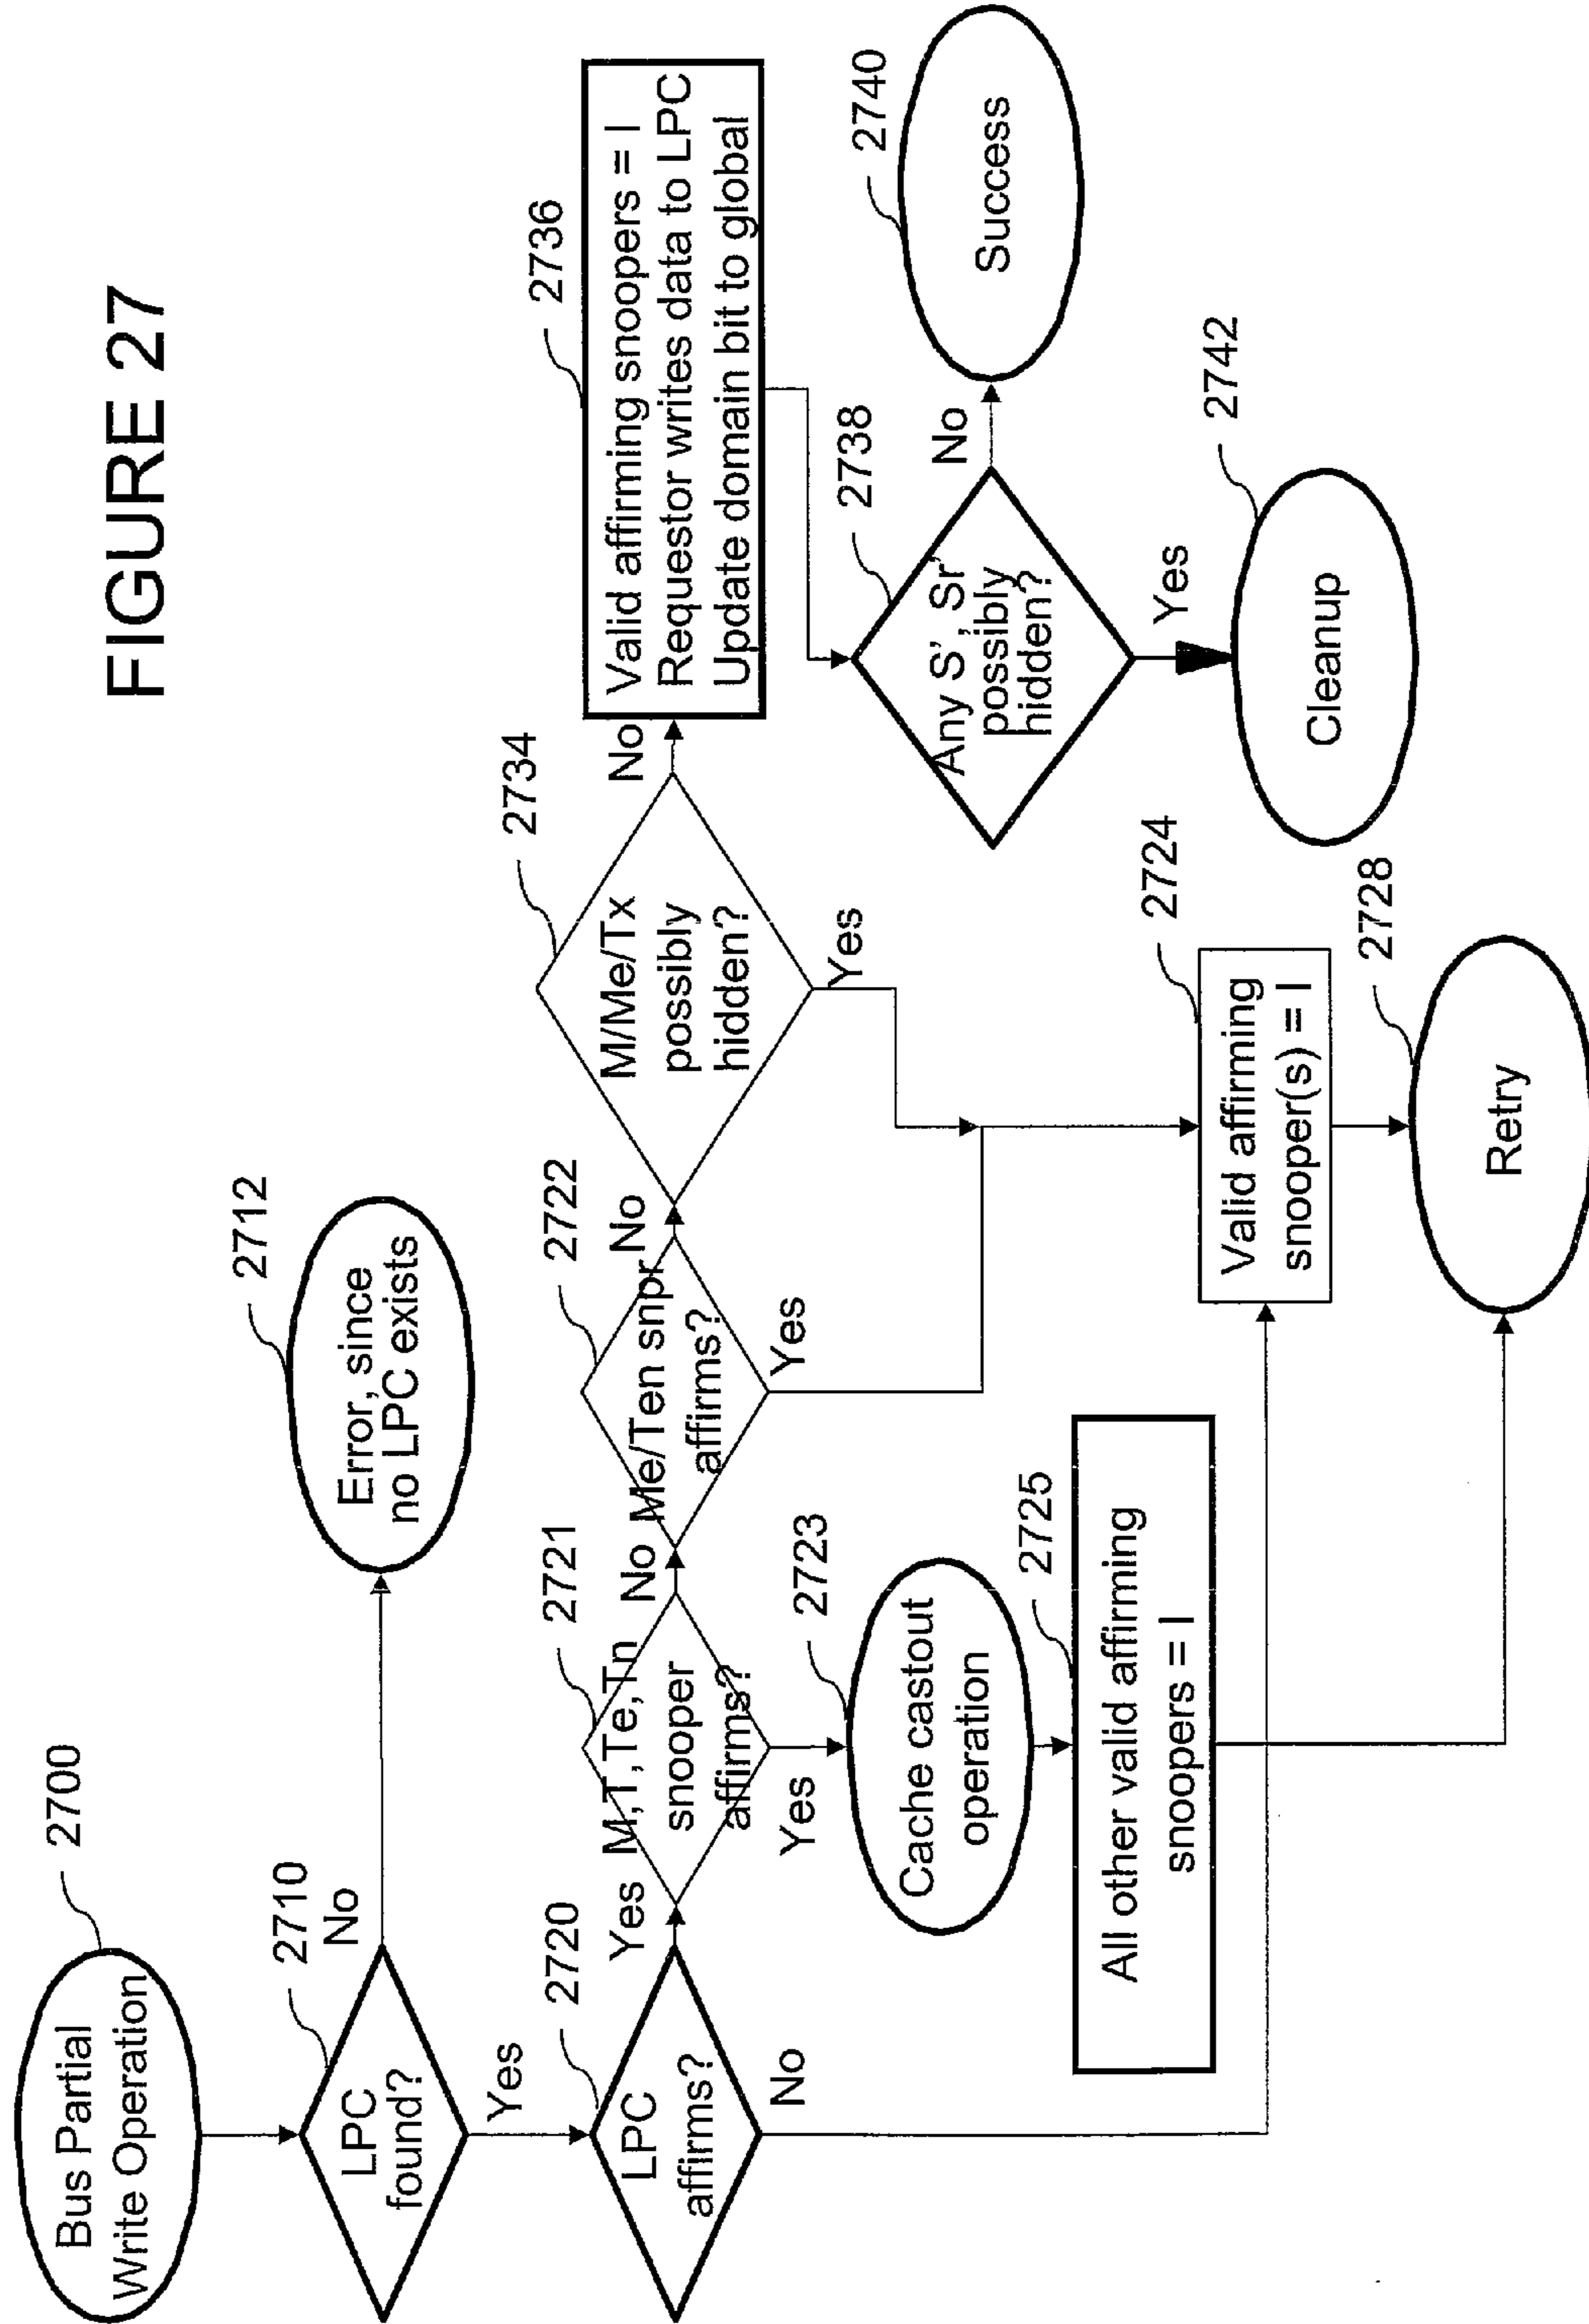 FIGURE 27
2700
Bus Partial
Write Operation
2710
LPC
found?
No
Yes
2712
Error, since
no LPC exists
2720
LPC
affirms?
Yes
No
2721
M,T,Te,Tn
snooper
affirms?
No
Yes
2722
Me/Ten snpr
affirms?
No
Yes
2734
M/Me/Tx
possibly
hidden?
No
Yes
2736
Valid affirming snoopers = I
Requestor writes data to LPC
Update domain bit to global
2738
Any S', Sr'
possibly
hidden?
No
Yes
2740
Success
2742
Cleanup
2723
Cache castout
operation
2725
All other valid affirming
snoopers = I
2724
Valid affirming
snooper(s) = I
2728
Retry